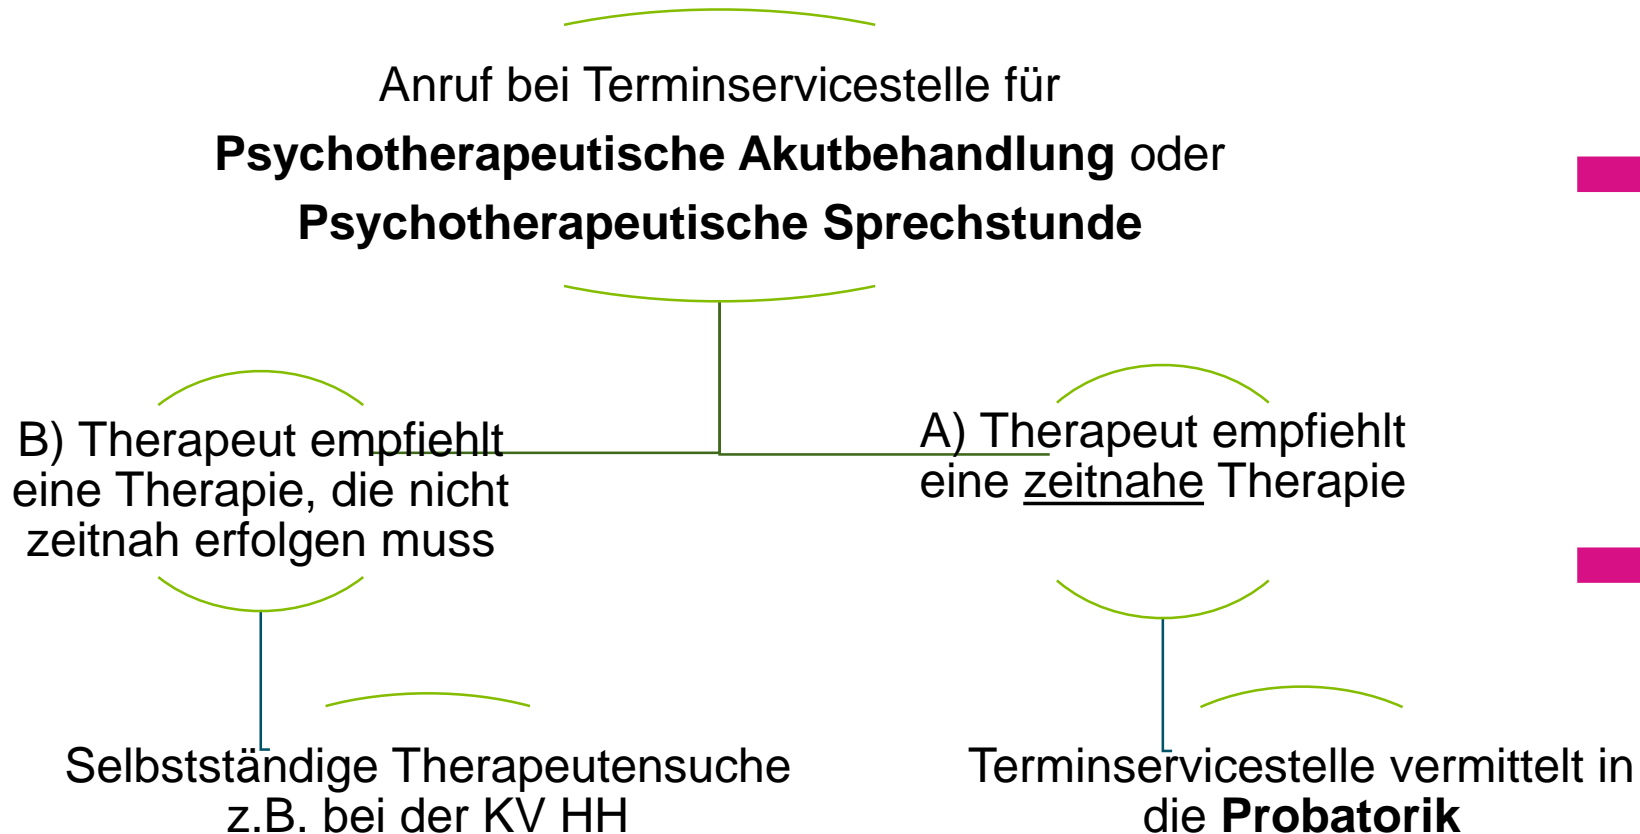 Anruf bei Terminservicestelle für
Psychotherapeutische Akutbehandlung oder
Psychotherapeutische Sprechstunde
B) Therapeut empfiehlt
eine Therapie, die nicht
zeitnah erfolgen muss
A) Therapeut empfiehlt
eine zeitnahe Therapie
Selbstständige Therapeutensuche
z.B. bei der KV HH
Terminservicestelle vermittelt in
die Probatorik